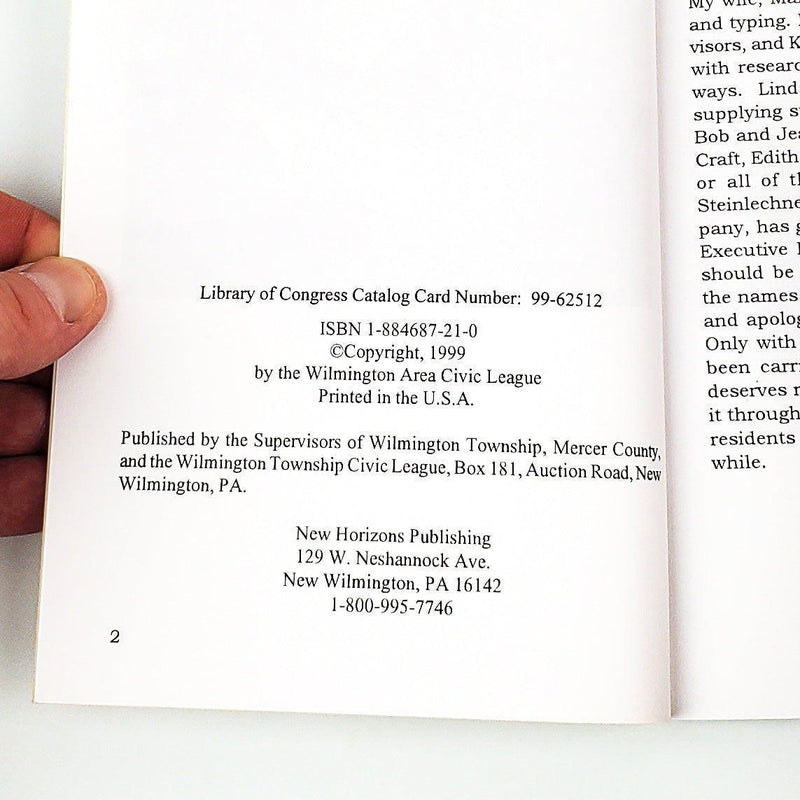 Library of Congress Catalog Card Number: 99-62512
ISBN 1-884687-21-0
©Copyright, 1999
by the Wilmington Area Civic League
Printed in the U.S.A.
Published by the Supervisors of Wilmington Township, Mercer County,
and the Wilmington Township Civic League, Box 181, Auction Road, New
Wilmington, PA.
New Horizons Publishing
129 W. Neshannock Ave.
New Wilmington, PA 16142
1-800-995-7746
2
My wife,
and typing.
visors, and K
with
ways. Lind
supplying
Bob and
Craft, Edith
or all of
Steinlechne
pany, has
Executive
should be
the names
and apolog
Only with
been
deserves
it through
residents
while.